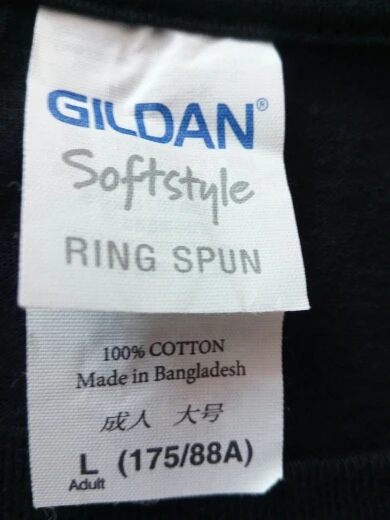 GILDAN®
Softstyle
RING SPUN
100% COTTON
Made in Bangladesh
成人 大号
L (175/88A)
Adult